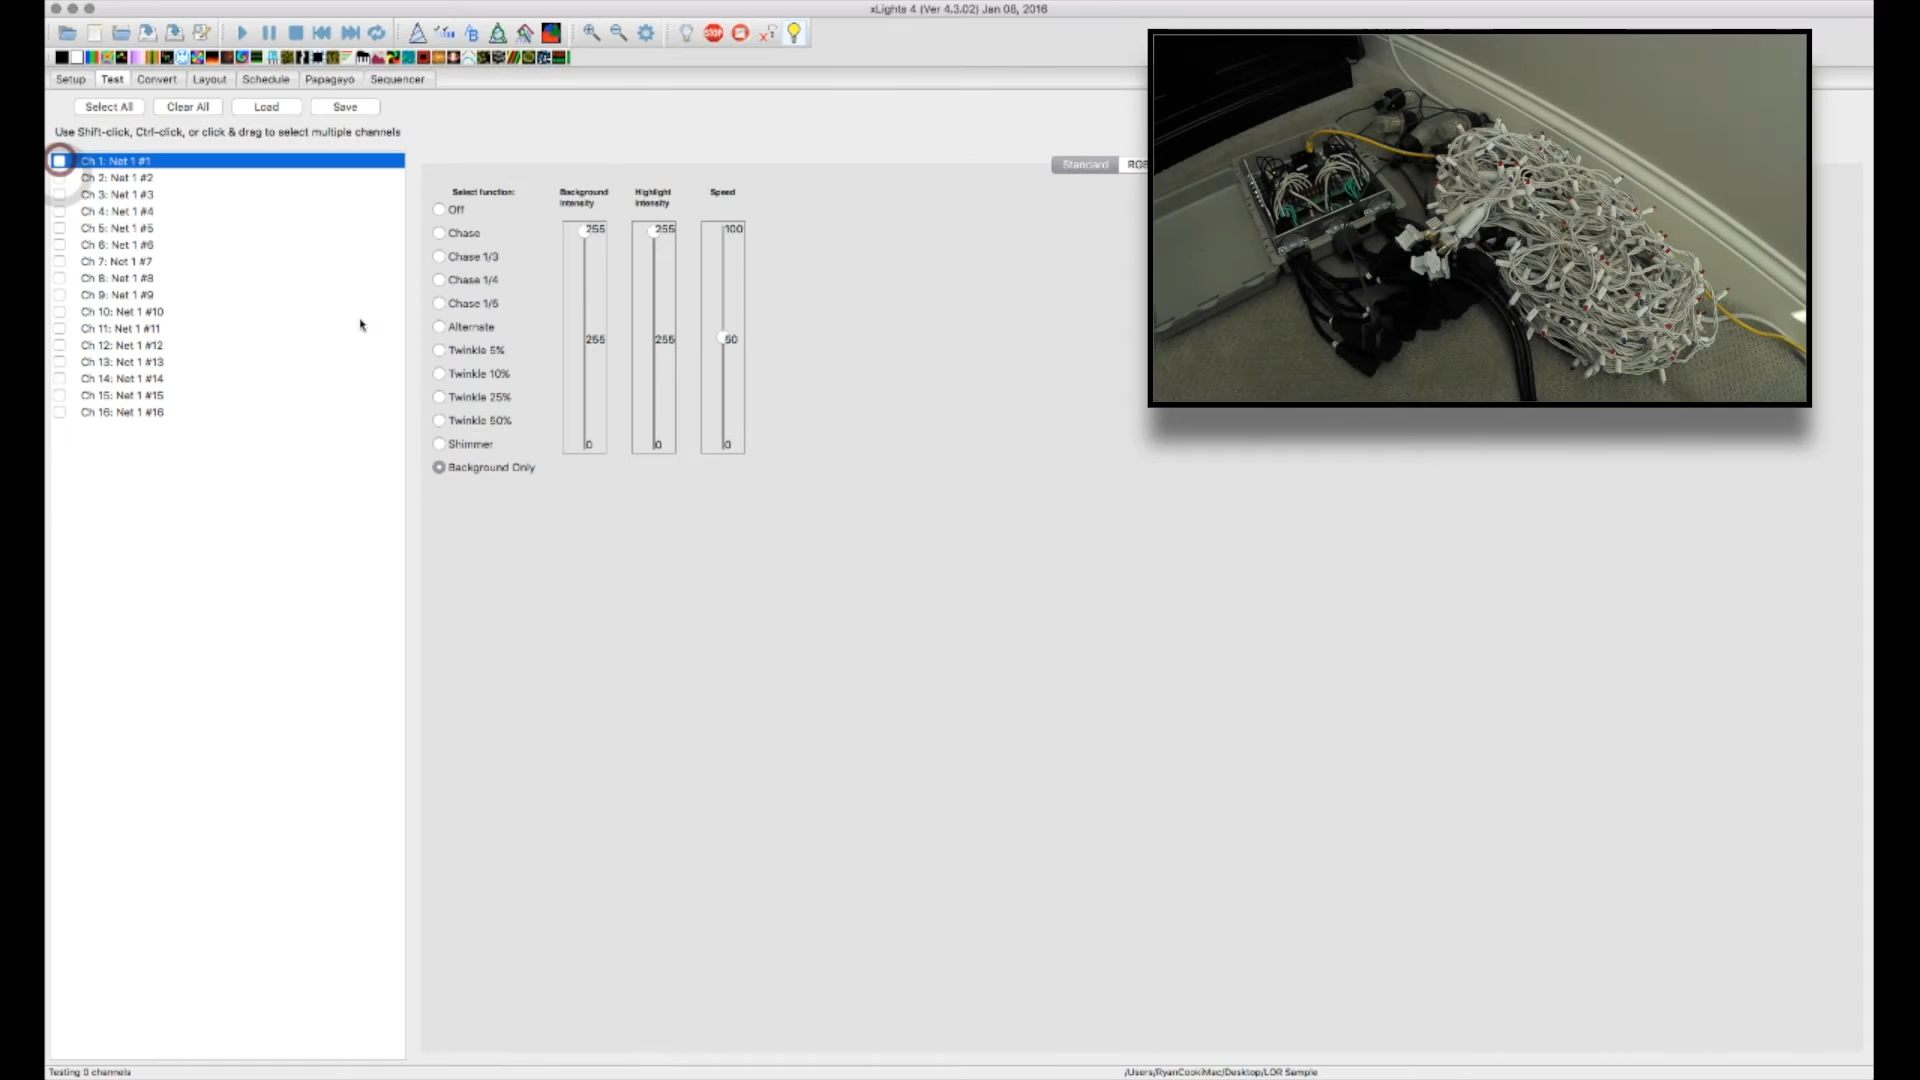 xLights 4 (Ver 4.3.02) Jan 08, 2016
Setup Test Convert Layout Schedule Papagayo Sequencer
Select All Clear All Load Save
Use Shift-click, Ctrl-click, or click & drag to select multiple channels
Ch 1: Net 1 #1
Ch 2: Net 1 #2
Ch 3: Net 1 #3
Ch 4: Net 1 #4
Ch 5: Net 1 #5
Ch 6: Net 1 #6
Ch 7: Net 1 #7
Ch 8: Net 1 #8
Ch 9: Net 1 #9
Ch 10: Net 1 #10
Ch 11: Net 1 #11
Ch 12: Net 1 #12
Ch 13: Net 1 #13
Ch 14: Net 1 #14
Ch 15: Net 1 #15
Ch 16: Net 1 #16
Standard RGB
Select function:
Off
Chase
Chase 1/3
Chase 1/4
Chase 1/5
Alternate
Twinkle 5%
Twinkle 10%
Twinkle 25%
Twinkle 50%
Shimmer
Background Only
Background
Intensity
255
255
0
Highlight
Intensity
255
255
0
Speed
100
50
0
STOP
Testing 0 channels
/Users/RyanCookiMac/Desktop/LOR Sample